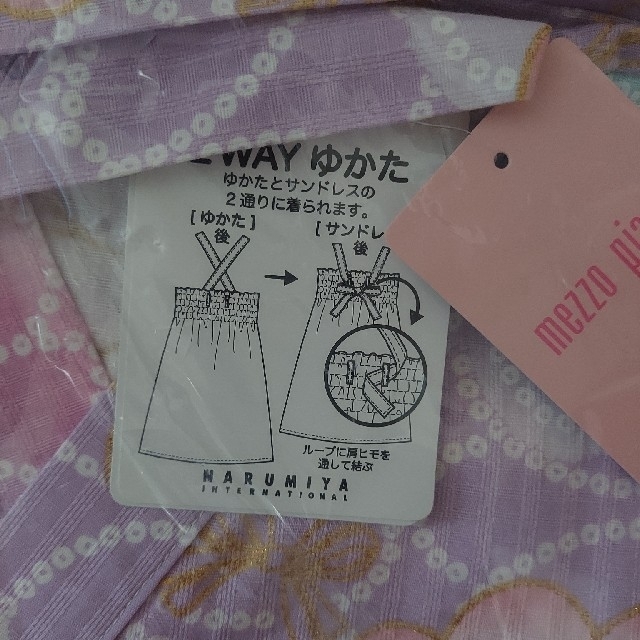 WAY ゆかた
ゆかたとサンドレスの
2通りに着られます。
[ゆかた]
後
[サンドレ
後
ループに肩ヒモを
通して結ぶ
NARUMIYA
INTERNATIONAL
mezzo pia